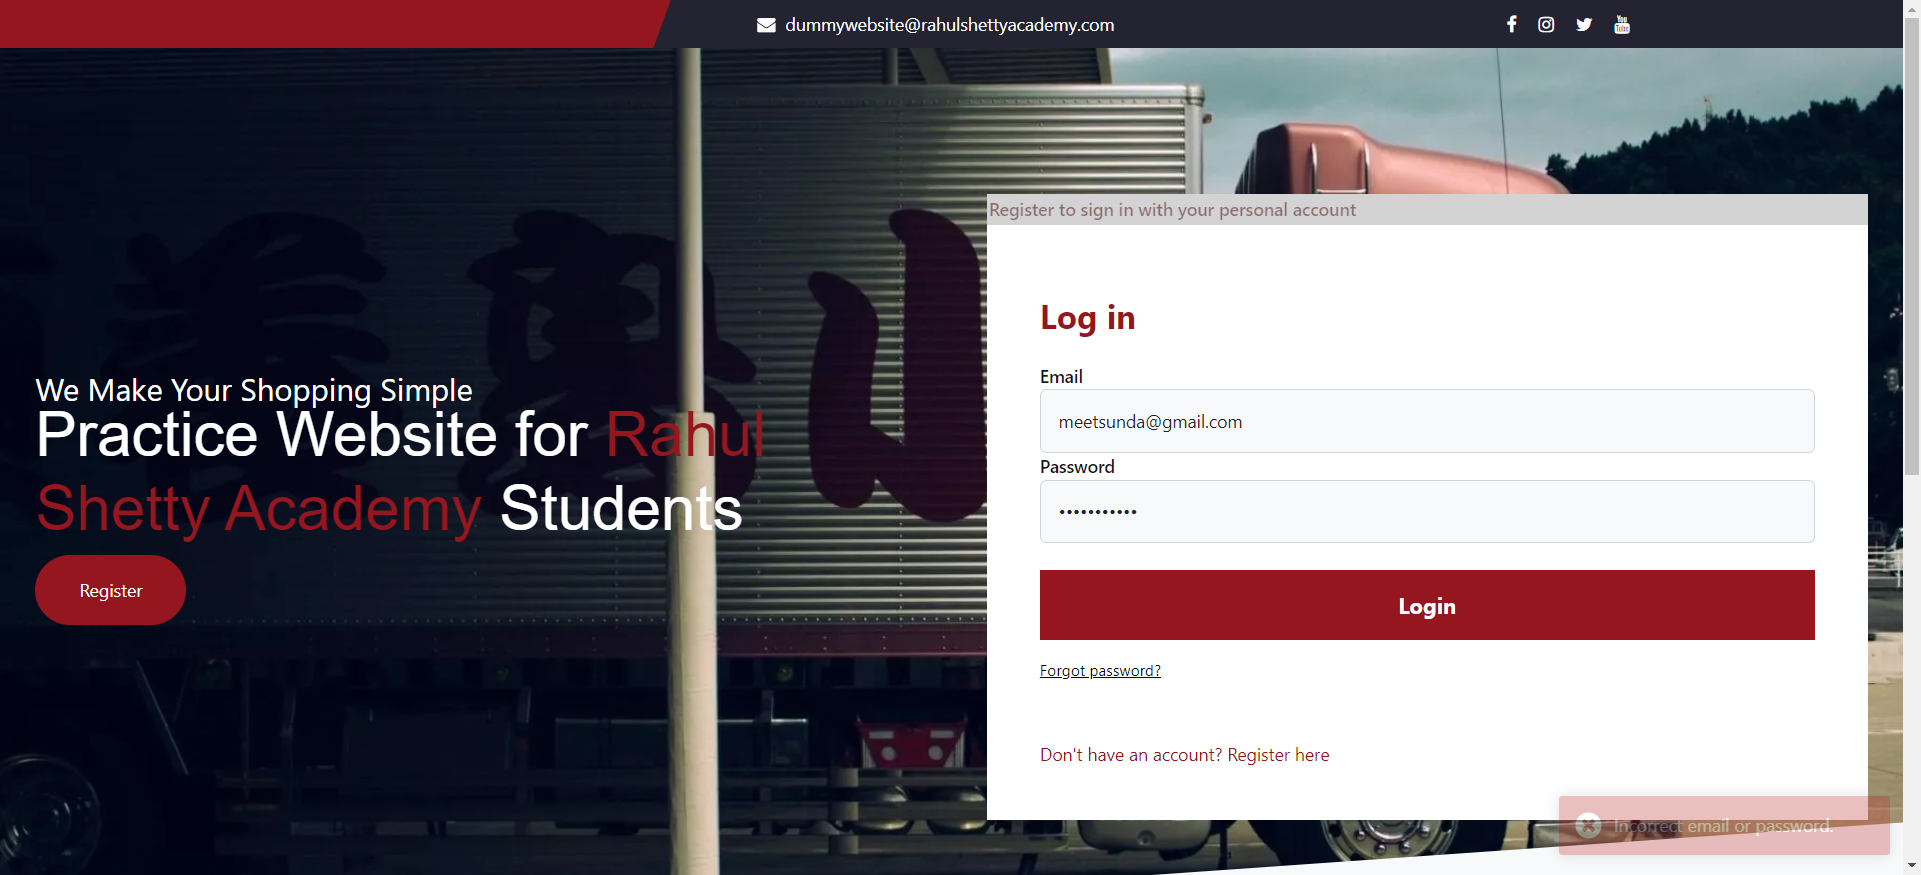 dummywebsite@rahulshettyacademy.com
Register to sign in with your personal account
We Make Your Shopping Simple
Practice Website for Rahul
Shetty Academy Students
Register
Log in
Email
meetsunda@gmail.com
Password
Login
Forgot password?
Don't have an account? Register here
Incorrect email or password.